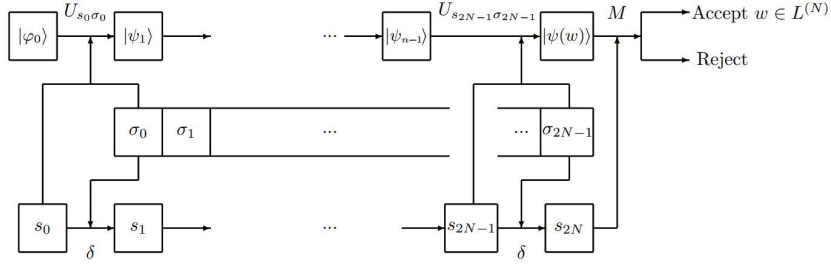 U_{s_0σ_0} U_{s_{2N-1}σ_{2N-1}} M Accept w ∈ L^{(N)}
|φ_0⟩ |ψ_1⟩ ... |ψ_{n-1}⟩ |ψ(w)⟩
Reject
σ_0 σ_1 ... ... σ_{2N-1}
s_0 s_1 ... s_{2N-1} s_{2N}
δ δ